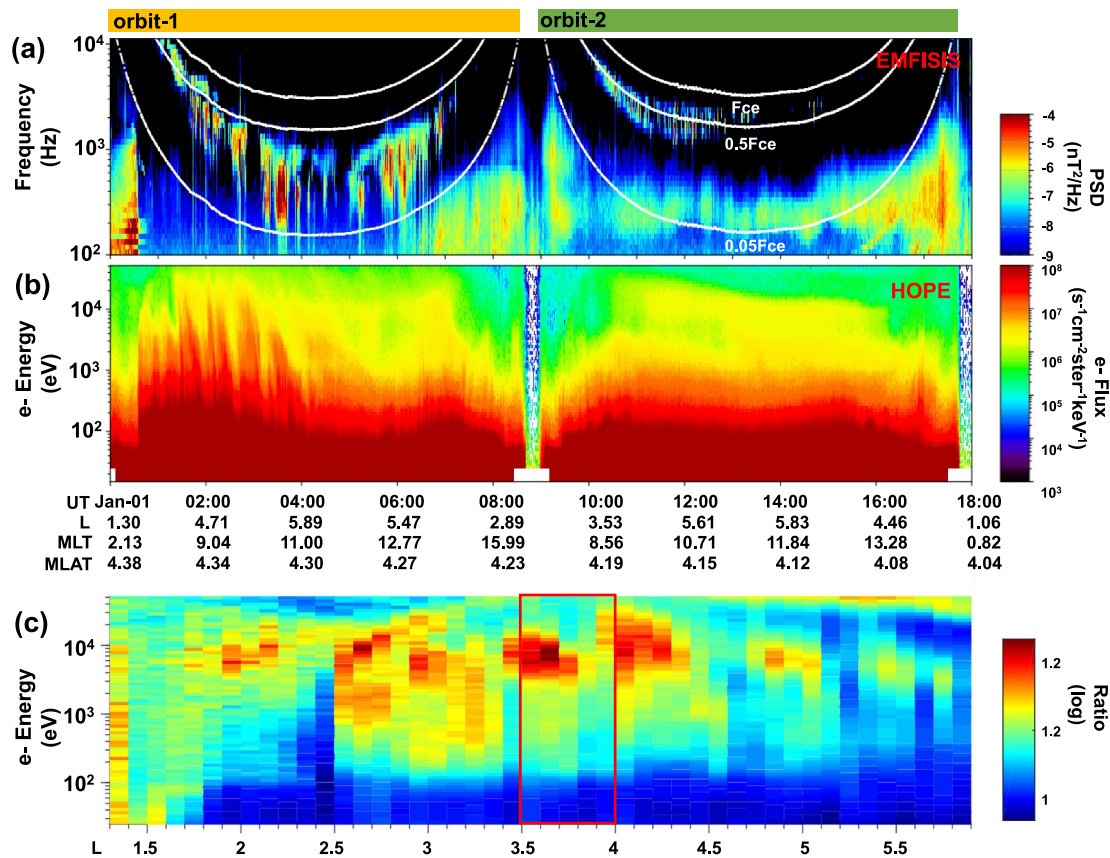 orbit-1 orbit-2
(a)
EMFISIS
10⁴
10³
10²
Frequency
(Hz)
Fce
0.5Fce
0.05Fce
-4
-5
-6
-7
-8
-9
PSD
(nT²/Hz)
(b)
HOPE
10⁴
10³
10²
e- Energy
(eV)
10⁸
10⁷
10⁶
10⁵
10⁴
10³
e- Flux
(s⁻¹cm⁻²ster⁻¹keV⁻¹)
UT Jan-01 02:00 04:00 06:00 08:00 10:00 12:00 14:00 16:00 18:00
L 1.30 4.71 5.89 5.47 2.89 3.53 5.61 5.83 4.46 1.06
MLT 2.13 9.04 11.00 12.77 15.99 8.56 10.71 11.84 13.28 0.82
MLAT 4.38 4.34 4.30 4.27 4.23 4.19 4.15 4.12 4.08 4.04
(c)
10⁴
10³
10²
e- Energy
(eV)
1.2
1.2
1
Ratio
(log)
L 1.5 2 2.5 3 3.5 4 4.5 5 5.5